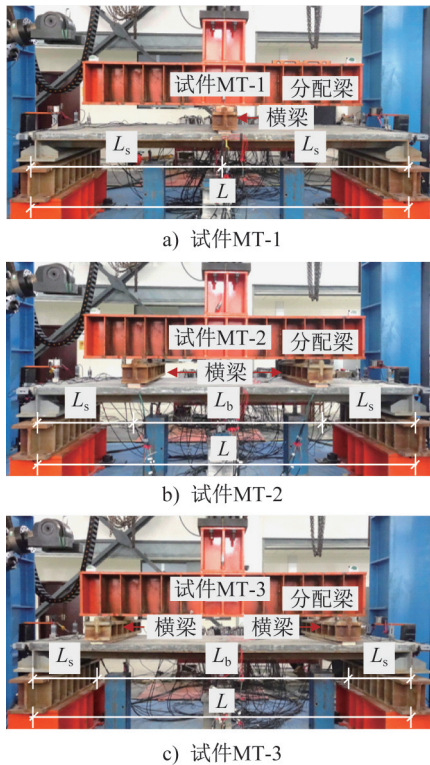 试件MT-1 分配梁
横梁
Ls Ls
L
a) 试件MT-1
试件MT-2 分配梁
横梁
Ls Lb Ls
L
b) 试件MT-2
试件MT-3 分配梁
横梁 横梁
Ls Lb Ls
L
c) 试件MT-3